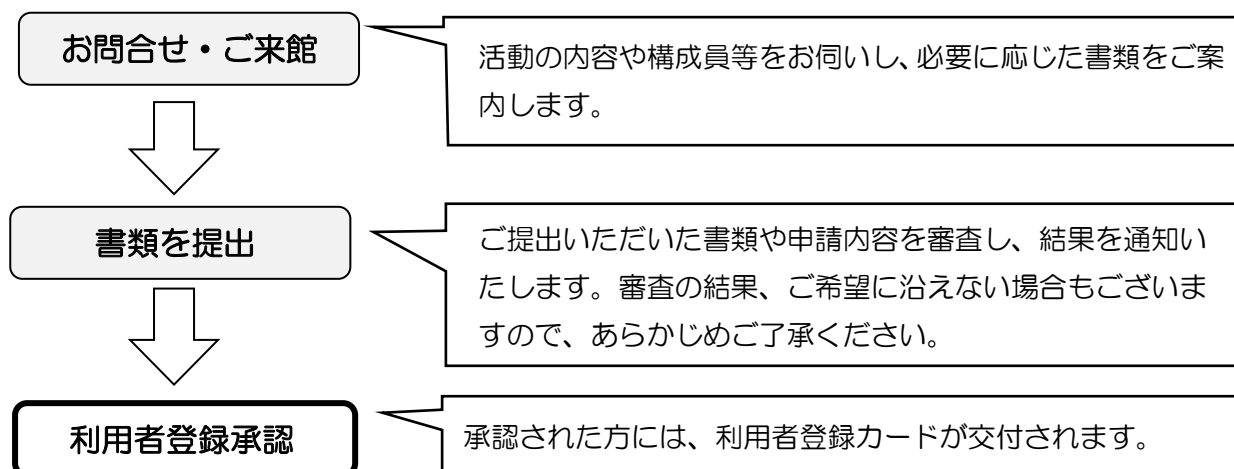 お問合せ・ご来館
活動の内容や構成員等をお伺いし、必要に応じた書類をご案
内します。
書類を提出
ご提出いただいた書類や申請内容を審査し、結果を通知い
たします。審査の結果、ご希望に沿えない場合もございま
すので、あらかじめご了承ください。
利用者登録承認
承認された方には、利用者登録カードが交付されます。